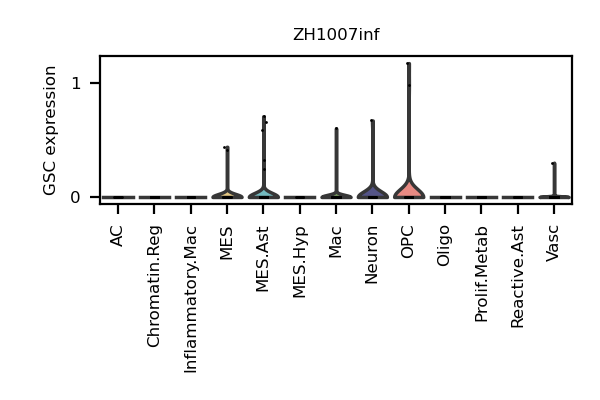 ZH1007inf
GSC expression
1
0
AC
Chromatin.Reg
Inflammatory.Mac
MES
MES.Ast
MES.Hyp
Mac
Neuron
OPC
Oligo
Prolif.Metab
Reactive.Ast
Vasc